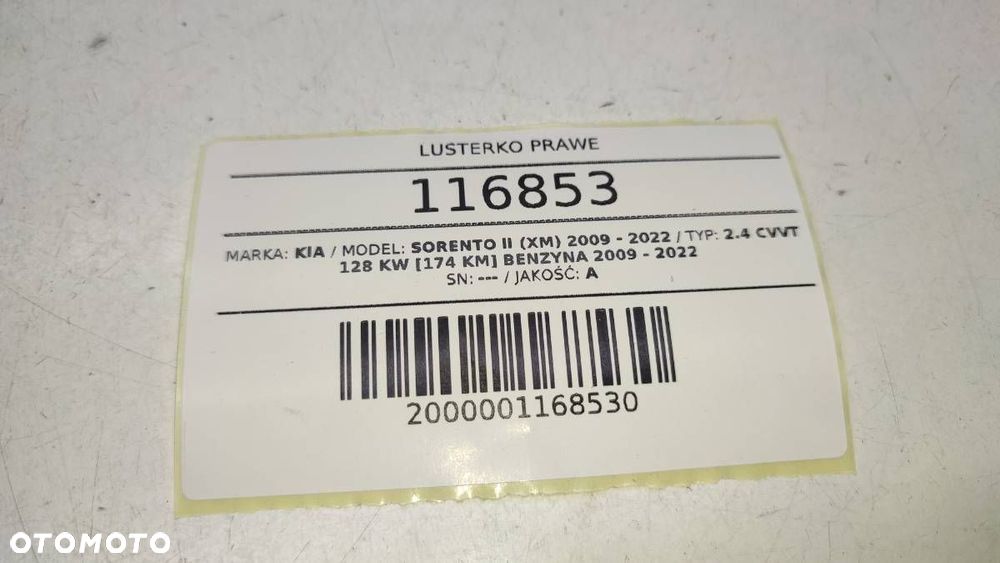 LUSTERKO PRAWE
116853
MARKA: KIA / MODEL: SORENTO II (XM) 2009 - 2022 / TYP: 2.4 CVVT
128 KW [174 KM] BENZYNA 2009 - 2022
SN: --- / JAKOŚĆ: A
2000001168530
OTOMOTO